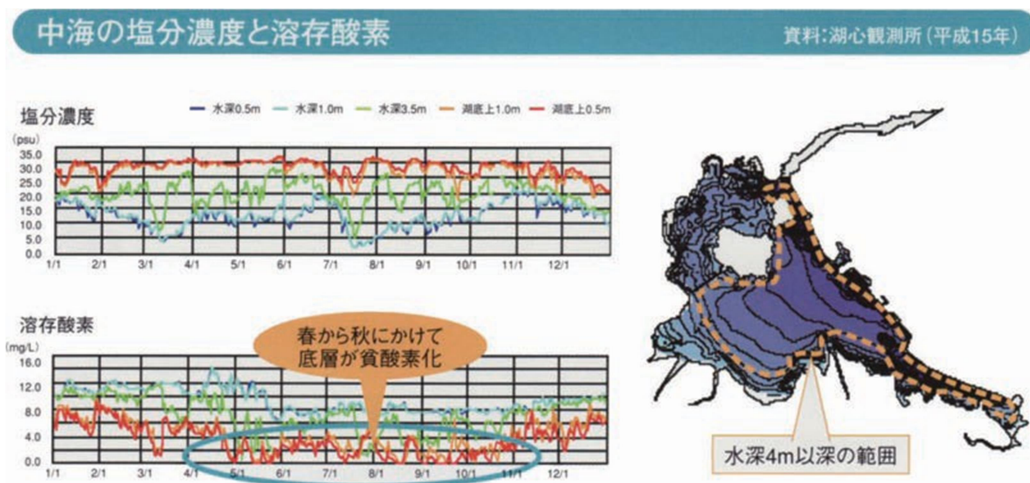 中海の塩分濃度と溶存酸素
資料:湖心観測所(平成15年)
水深0.5m 水深1.0m 水深3.5m 湖底上1.0m 湖底上0.5m
塩分濃度
(psu)
35.0
30.0
25.0
20.0
15.0
10.0
5.0
0.0
1/1 2/1 3/1 4/1 5/1 6/1 7/1 8/1 9/1 10/1 11/1 12/1
溶存酸素
(mg/L)
16.0
12.0
8.0
4.0
0.0
1/1 2/1 3/1 4/1 5/1 6/1 7/1 8/1 9/1 10/1 11/1 12/1
春から秋にかけて
底層が貧酸素化
水深4m以深の範囲